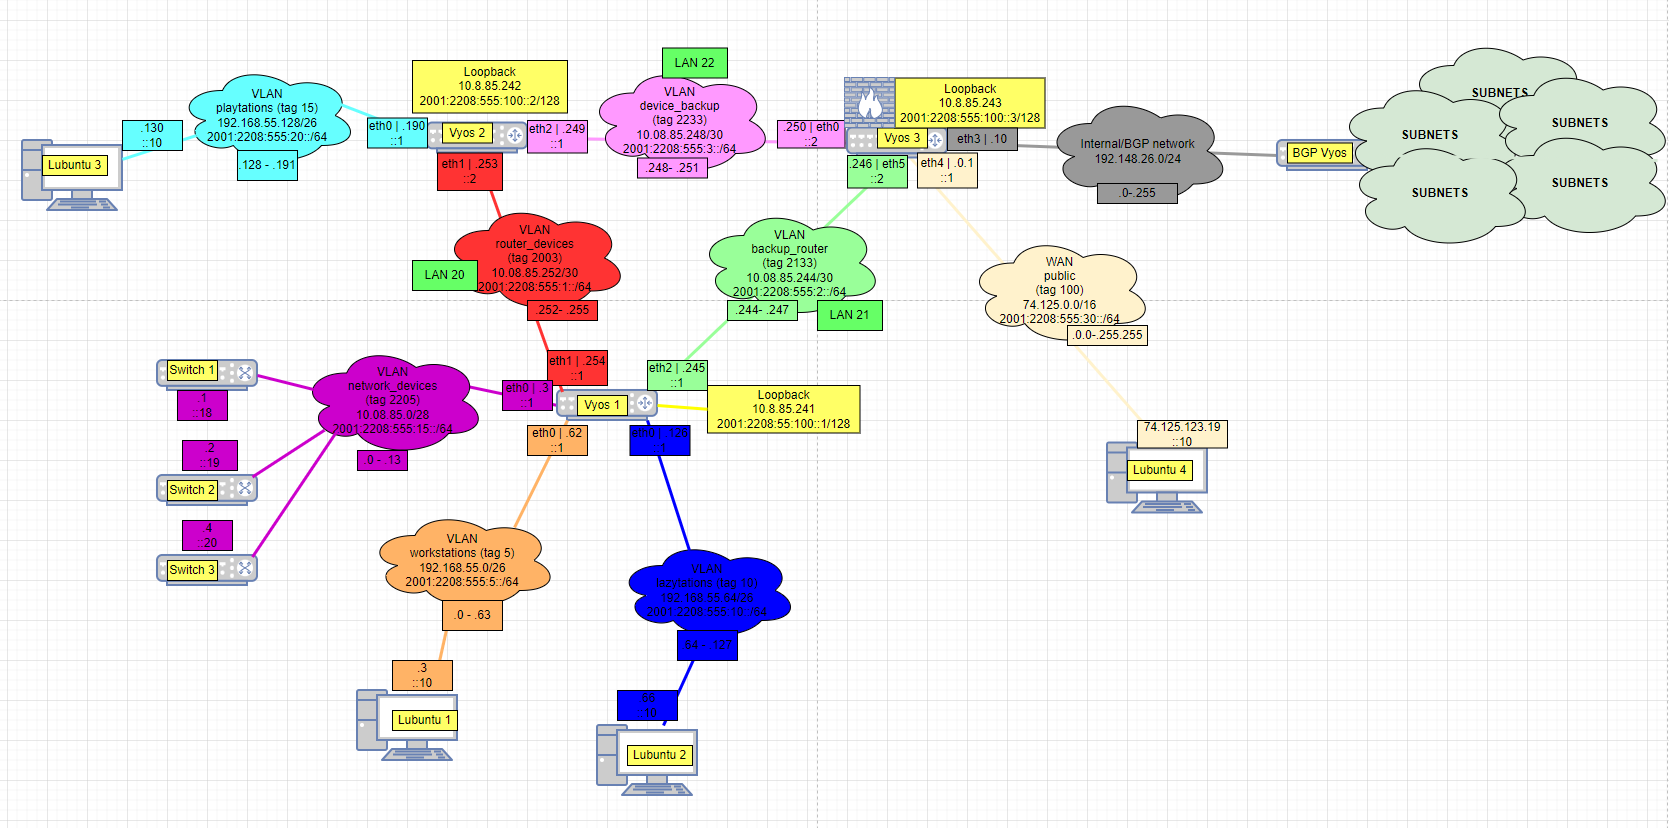 LAN 22
Loopback
10.8.85.242
2001:2208:555:100::2/128
VLAN
playtations (tag 15)
192.168.55.128/26
2001:2208:555:20::/64
.128 - .191
.130
::10
Lubuntu 3
eth0 | .190
::1
Vyos 2
eth2 | .249
::1
eth1 | .253
::2
VLAN
device_backup
(tag 2233)
10.08.85.248/30
2001:2208:555:3::/64
.248- .251
.250 | eth0
::2
Loopback
10.8.85.243
2001:2208:555:100::3/128
Vyos 3
eth3 | .10
.246 | eth5
::2
eth4 | .0.1
::1
Internal/BGP network
192.148.26.0/24
.0-.255
BGP Vyos
SUBNETS
SUBNETS
SUBNETS
SUBNETS
SUBNETS
VLAN
router_devices
(tag 2003)
10.08.85.252/30
2001:2208:555:1::/64
LAN 20
.252- .255
VLAN
backup_router
(tag 2133)
10.08.85.244/30
2001:2208:555:2::/64
.244- .247
LAN 21
WAN
public
(tag 100)
74.125.0.0/16
2001:2208:555:30::/64
.0.0-.255.255
Switch 1
.1
::18
.2
::19
Switch 2
.4
::20
Switch 3
VLAN
network_devices
(tag 2205)
10.08.85.0/28
2001:2208:555:15::/64
.0 - .13
eth0 | .3
::1
eth1 | .254
::1
eth2 | .245
::1
Vyos 1
Loopback
10.8.85.241
2001:2208:55:100::1/128
eth0 | .62
::1
eth0 | .126
::1
74.125.123.19
::10
Lubuntu 4
VLAN
workstations (tag 5)
192.168.55.0/26
2001:2208:555:5::/64
.0 - .63
.3
::10
Lubuntu 1
VLAN
lazytations (tag 10)
192.168.55.64/26
2001:2208:555:10::/64
64 - .127
::10
Lubuntu 2